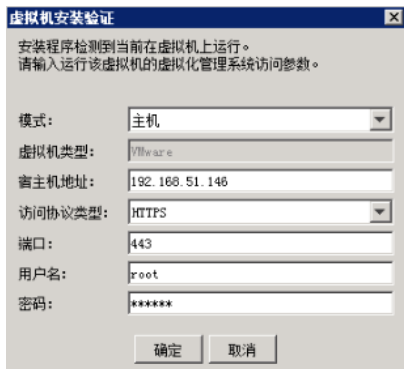 虚拟机安装验证
安装程序检测到当前在虚拟机上运行。
请输入运行该虚拟机的虚拟化管理系统访问参数。
模式： 主机
虚拟机类型： VMware
宿主机地址： 192.168.51.146
访问协议类型： HTTPS
端口： 443
用户名： root
密码： ******
确定 取消